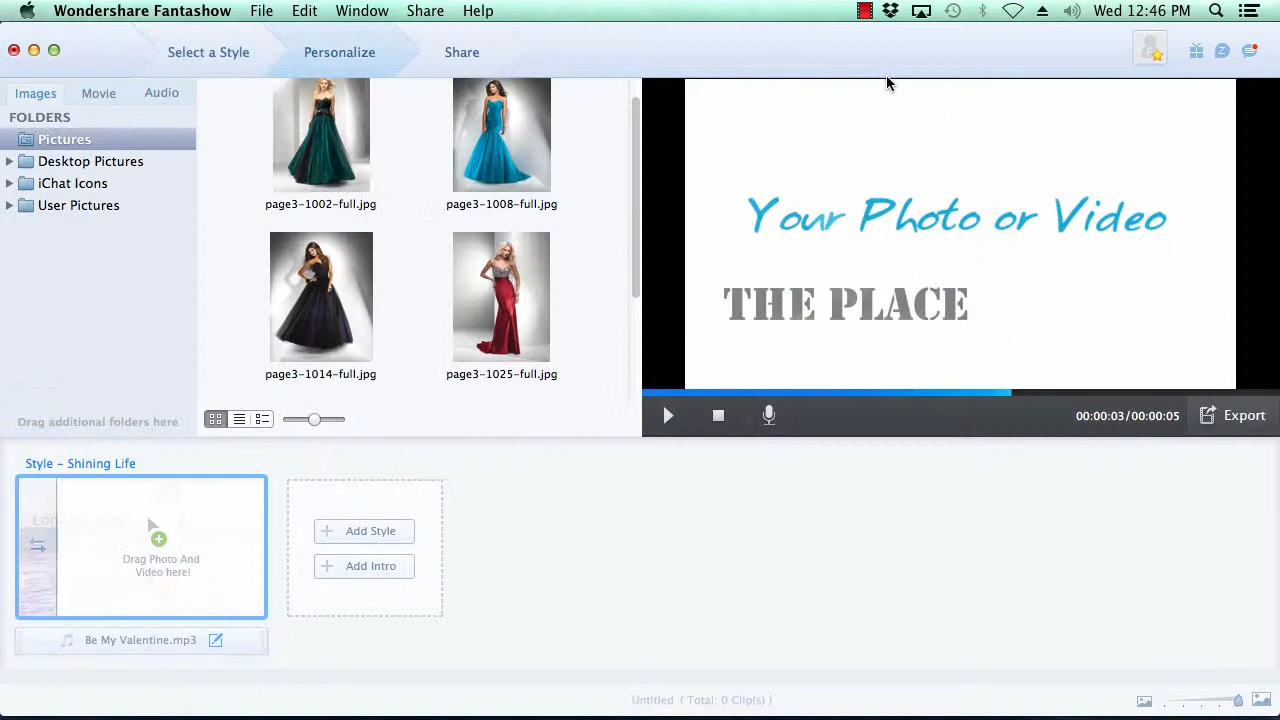 Wondershare Fantashow File Edit Window Share Help Wed 12:46 PM
Select a Style Personalize Share
Images Movie Audio
FOLDERS
Pictures
Desktop Pictures
iChat Icons
User Pictures
Drag additional folders here
page3-1002-full.jpg page3-1008-full.jpg
page3-1014-full.jpg page3-1025-full.jpg
Your Photo or Video
THE PLACE
00:00:03/00:00:05 Export
Style - Shining Life
Drag Photo And
Video here!
Add Style
Add Intro
Be My Valentine.mp3
Untitled ( Total: 0 Clip(s) )